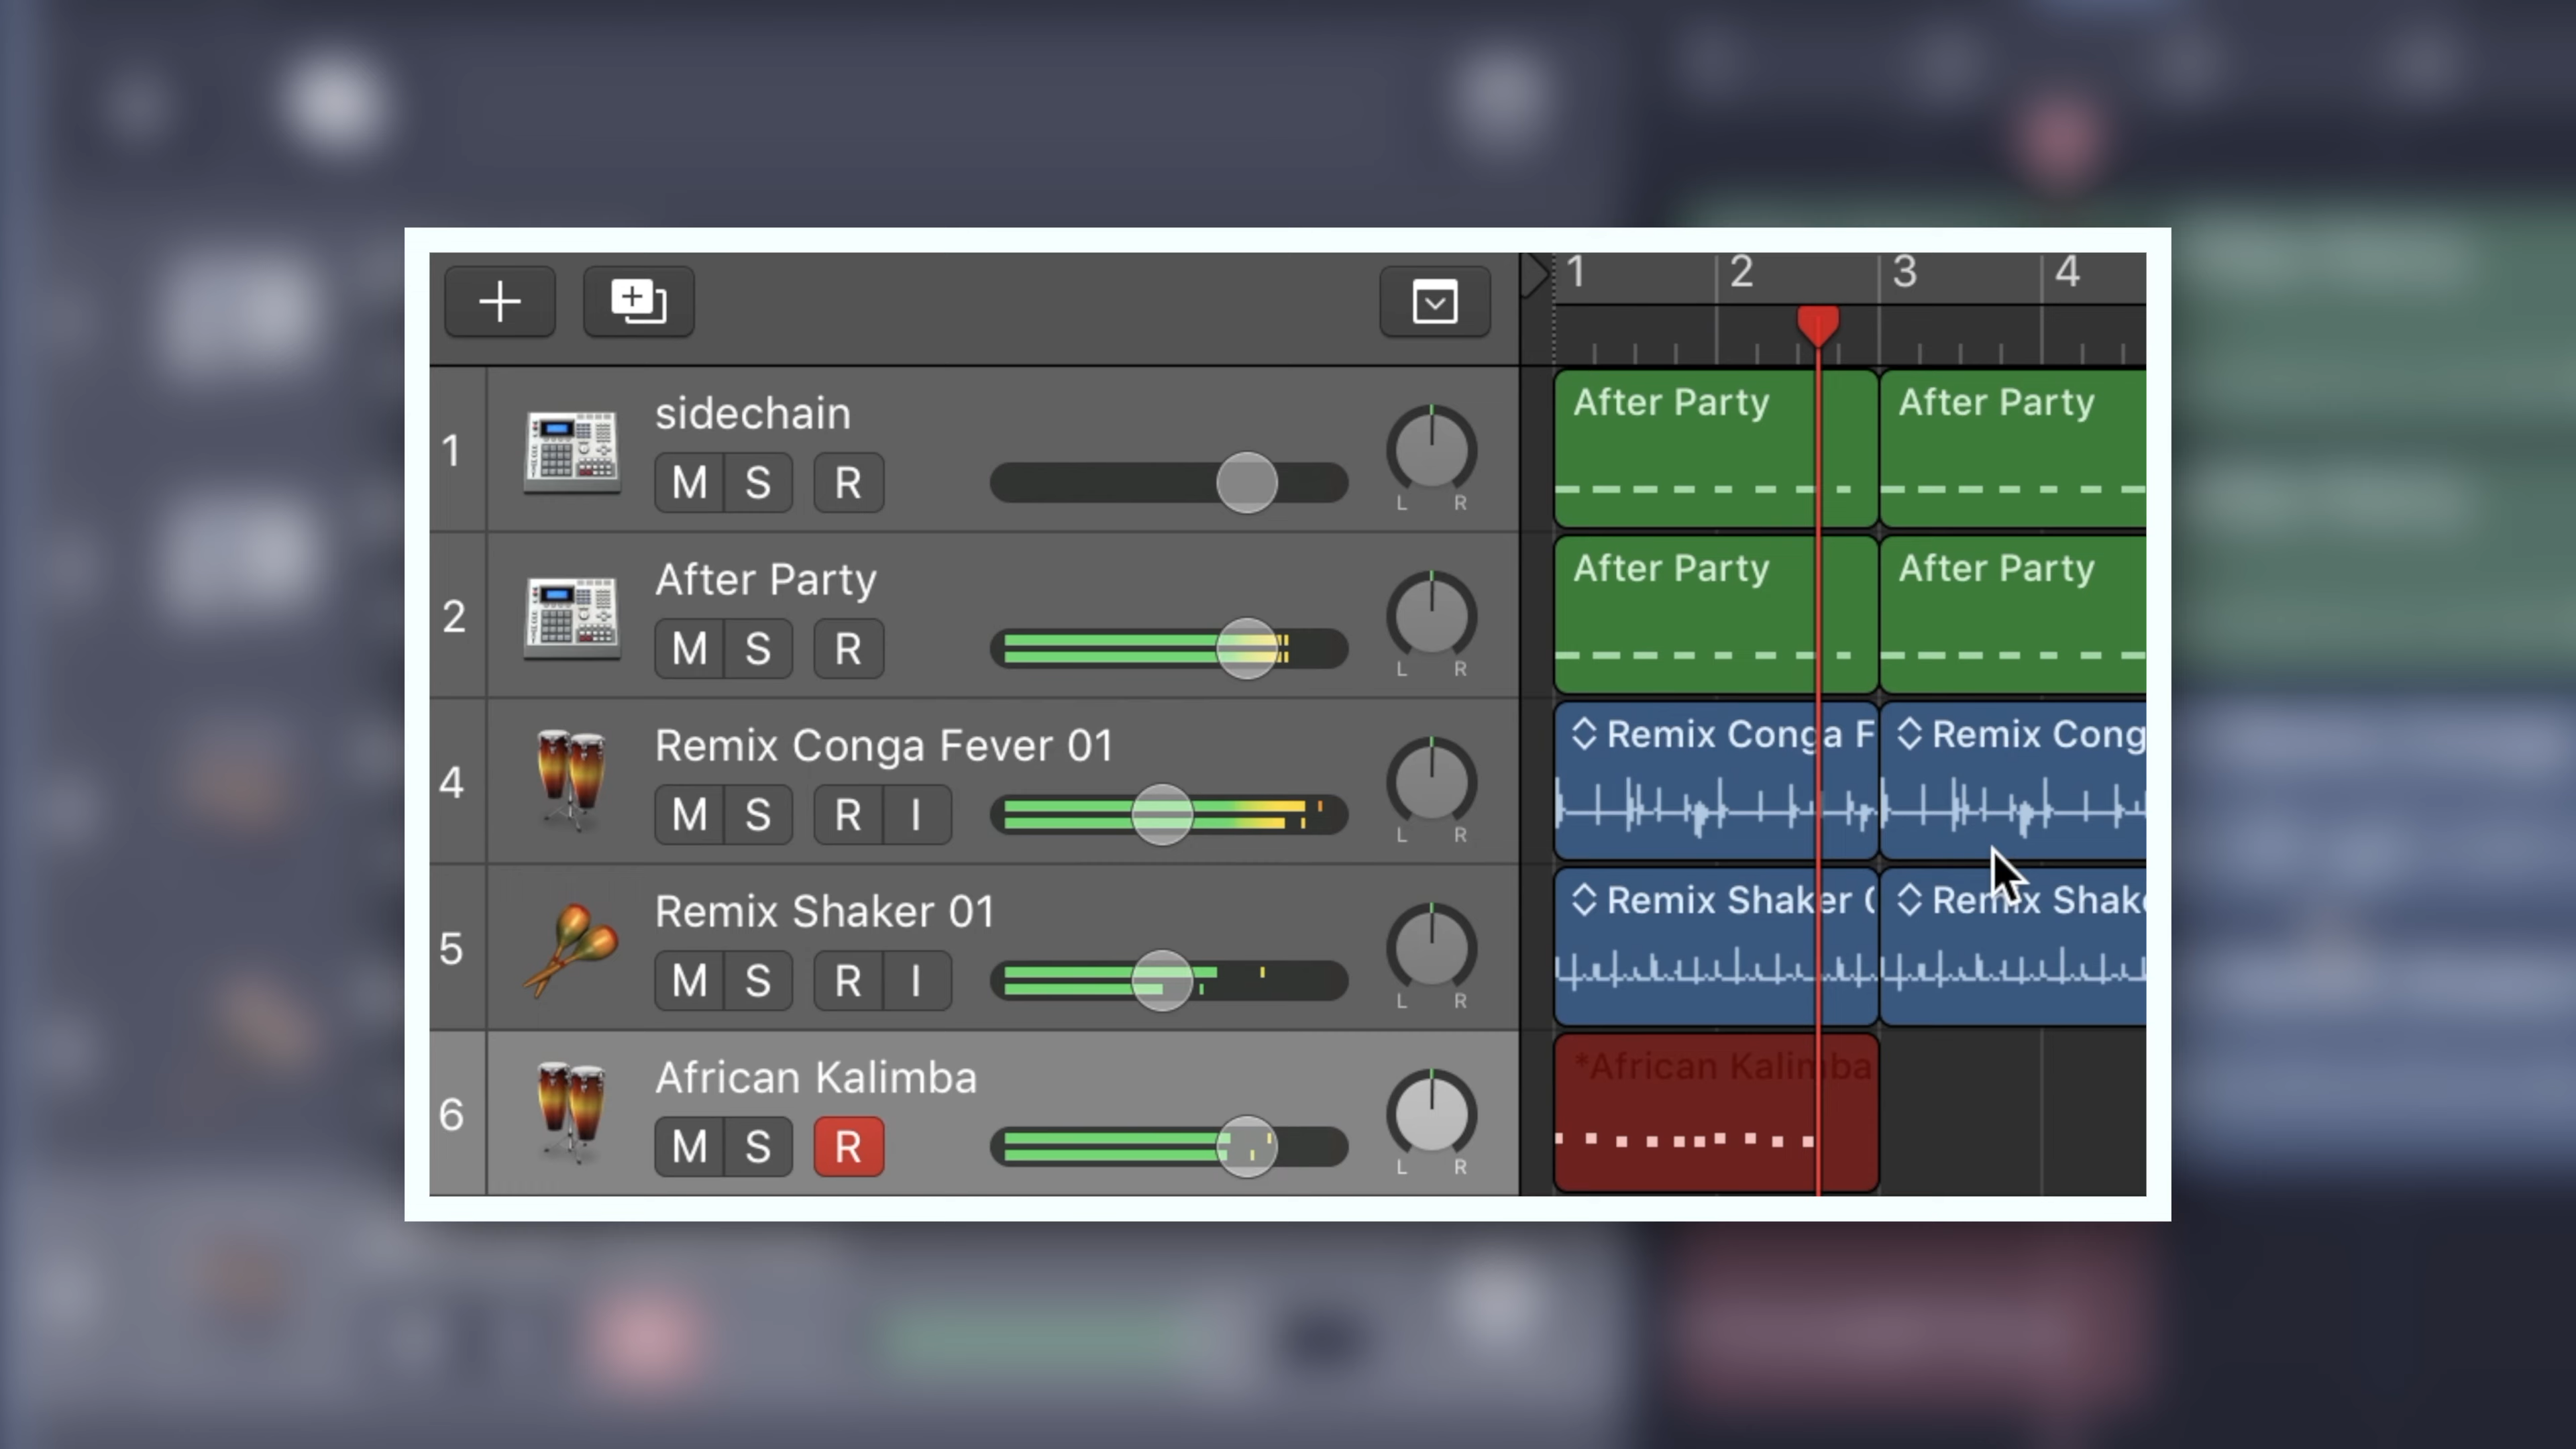 1 2 3 4
1 sidechain
M S R
L R
After Party After Party
2 After Party
M S R
L R
After Party After Party
4 Remix Conga Fever 01
M S R I
L R
Remix Conga F Remix Cong
5 Remix Shaker 01
M S R I
L R
Remix Shaker Remix Shak
6 African Kalimba
M S R
L R
*African Kalimba